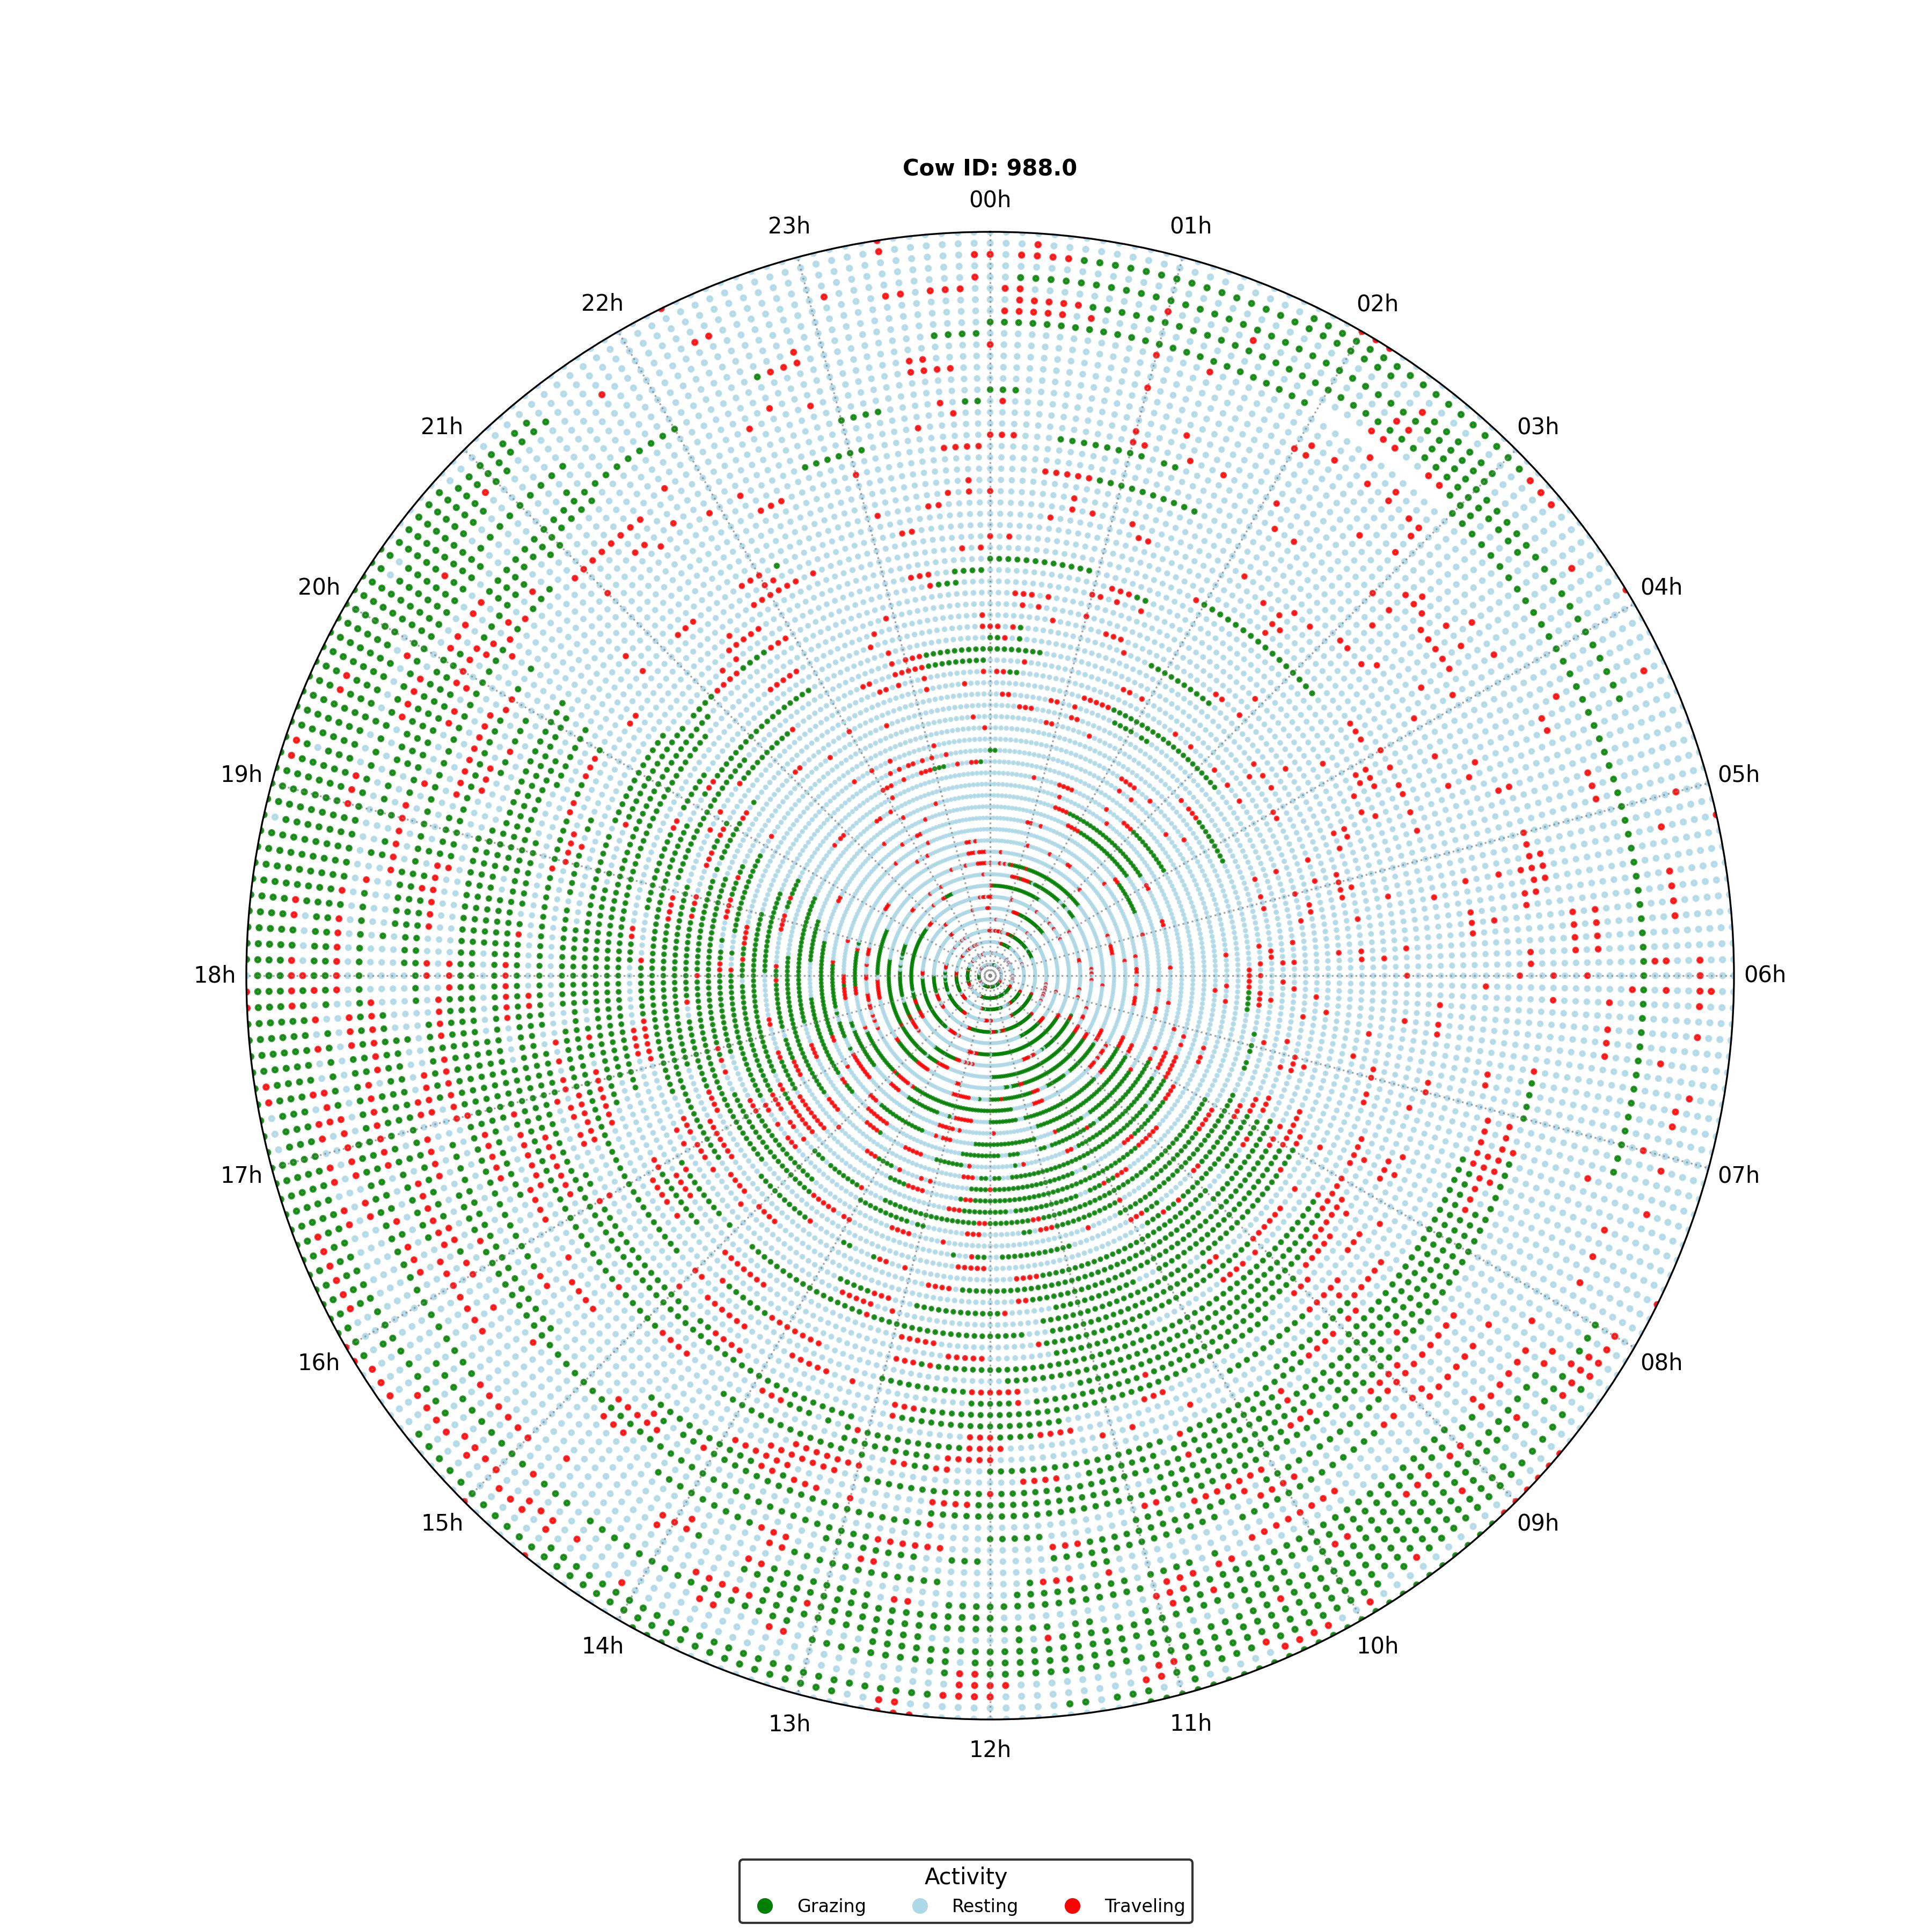 Cow ID: 988.0
00h
23h
01h
22h
02h
21h
03h
20h
04h
19h
05h
18h
06h
17h
07h
16h
08h
15h
09h
14h
10h
13h
11h
12h
Activity
Grazing Resting Traveling